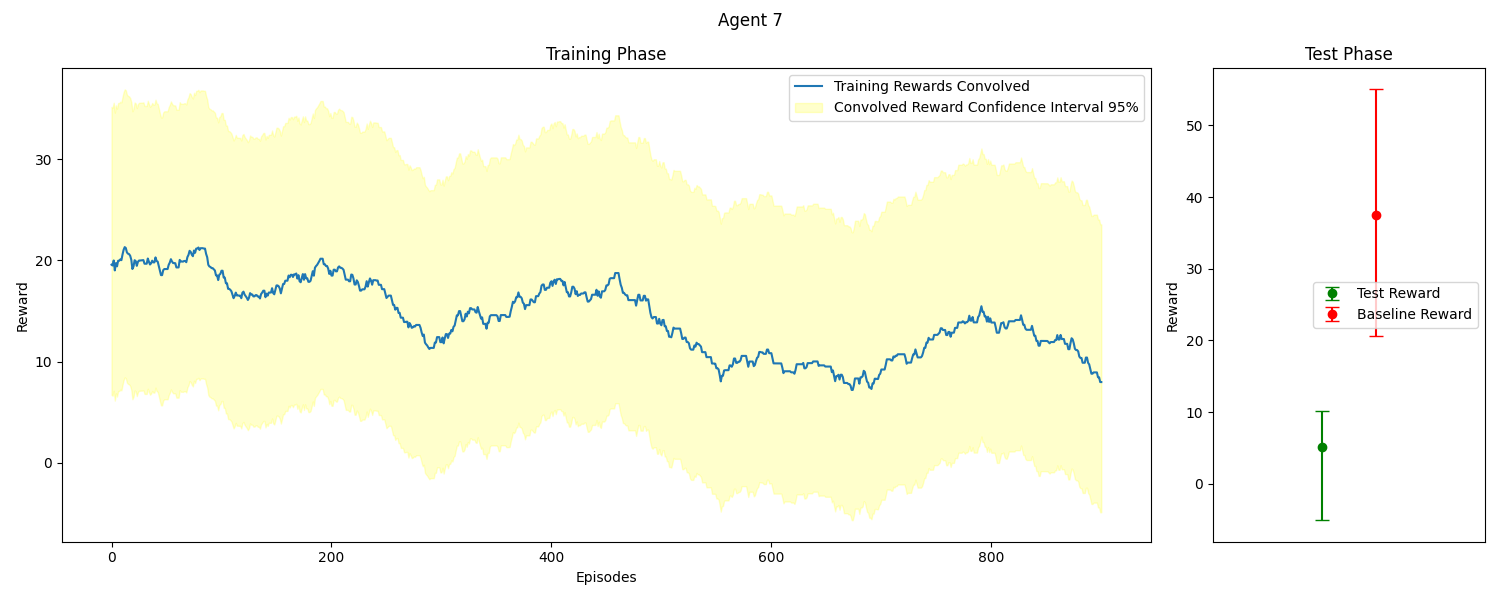 Agent 7
Training Phase
Training Rewards Convolved
Convolved Reward Confidence Interval 95%
Reward
30
20
10
0
0 200 400 600 800
Episodes
Test Phase
Reward
50
40
30
20
10
0
Test Reward
Baseline Reward